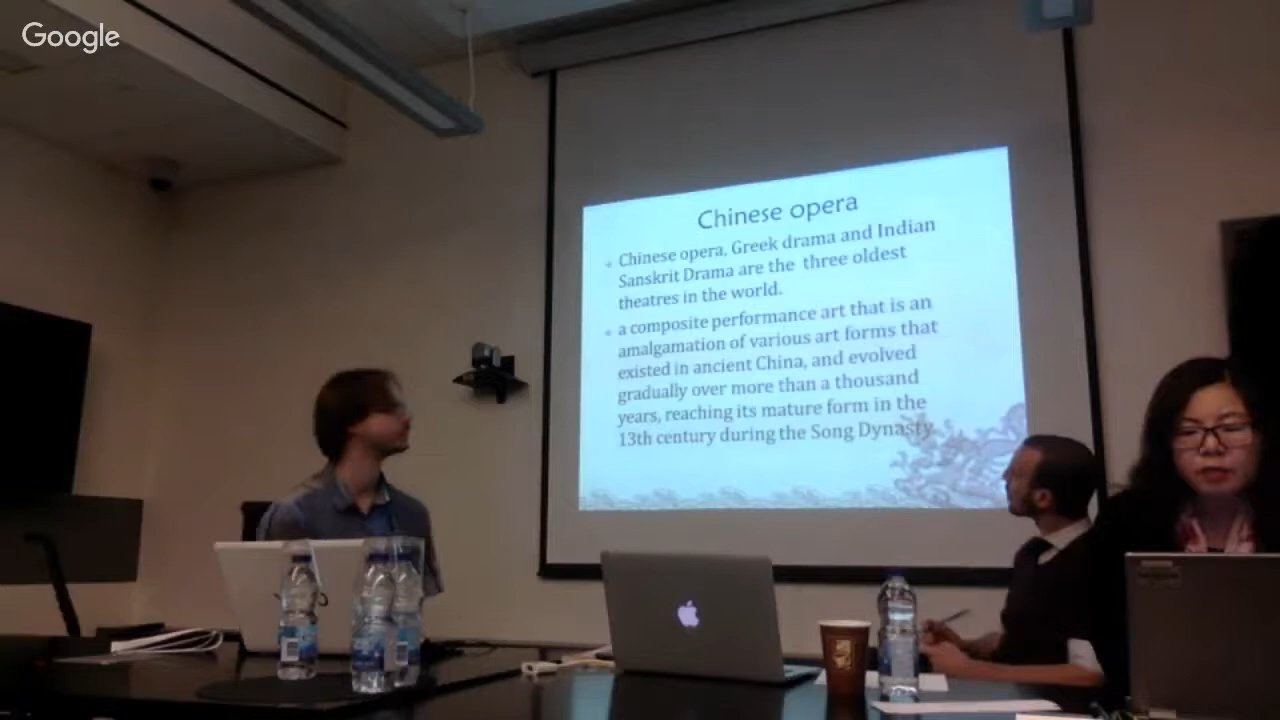 Google
Chinese opera
Chinese opera, Greek drama and Indian
Sanskrit Drama are the three oldest
theatres in the world.
a composite performance art that is an
amalgamation of various art forms that
existed in ancient China, and evolved
gradually over more than a thousand
years, reaching its mature form in the
13th century during the Song Dynasty